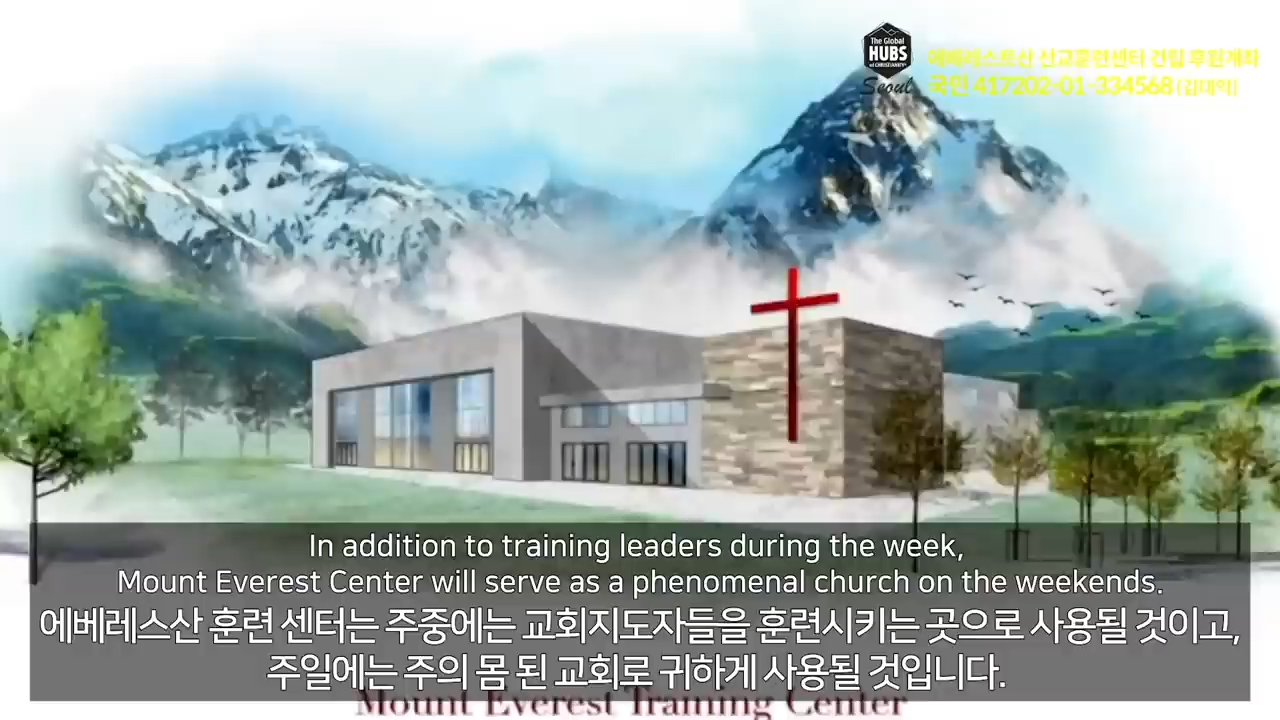 The Global
HUBS
of CHRISTIANITY
Seoul
에베레스트산 선교훈련센터 건립 후원계좌
국민 417202-01-334568 (김대덕)
In addition to training leaders during the week,
Mount Everest Center will serve as a phenomenal church on the weekends.
에베레스산 훈련 센터는 주중에는 교회지도자들을 훈련시키는 곳으로 사용될 것이고,
주일에는 주의 몸 된 교회로 귀하게 사용될 것입니다.
Mount Everest Training Center